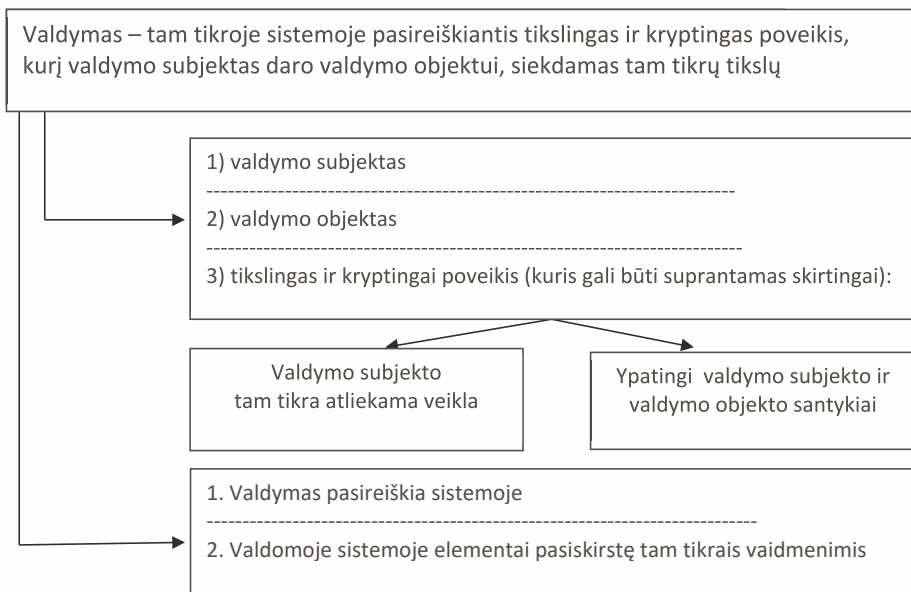 Valdymas – tam tikroje sistemoje pasireiškiantis tikslingas ir kryptingas poveikis,
kurį valdymo subjektas daro valdymo objektui, siekdamas tam tikrų tikslų
1) valdymo subjektas
2) valdymo objektas
3) tikslingas ir kryptingai poveikis (kuris gali būti suprantamas skirtingai):
Valdymo subjekto
tam tikra atliekama veikla
Ypatingi valdymo subjekto ir
valdymo objekto santykiai
1. Valdymas pasireiškia sistemoje
2. Valdomoje sistemoje elementai pasiskirstę tam tikrais vaidmenimis